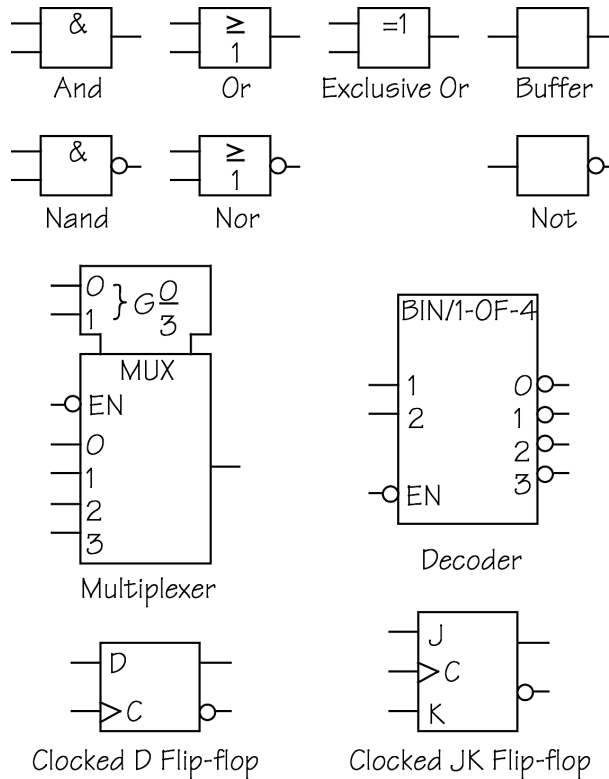 & ≥ =1
1
And Or Exclusive Or Buffer
& ≥
1
Nand Nor Not
0
1
} G 0
3
MUX
EN
0
1
2
3
Multiplexer
BIN/1-OF-4
1 0
2 1
2
EN 3
Decoder
D
C
Clocked D Flip-flop
J
C
K
Clocked JK Flip-flop